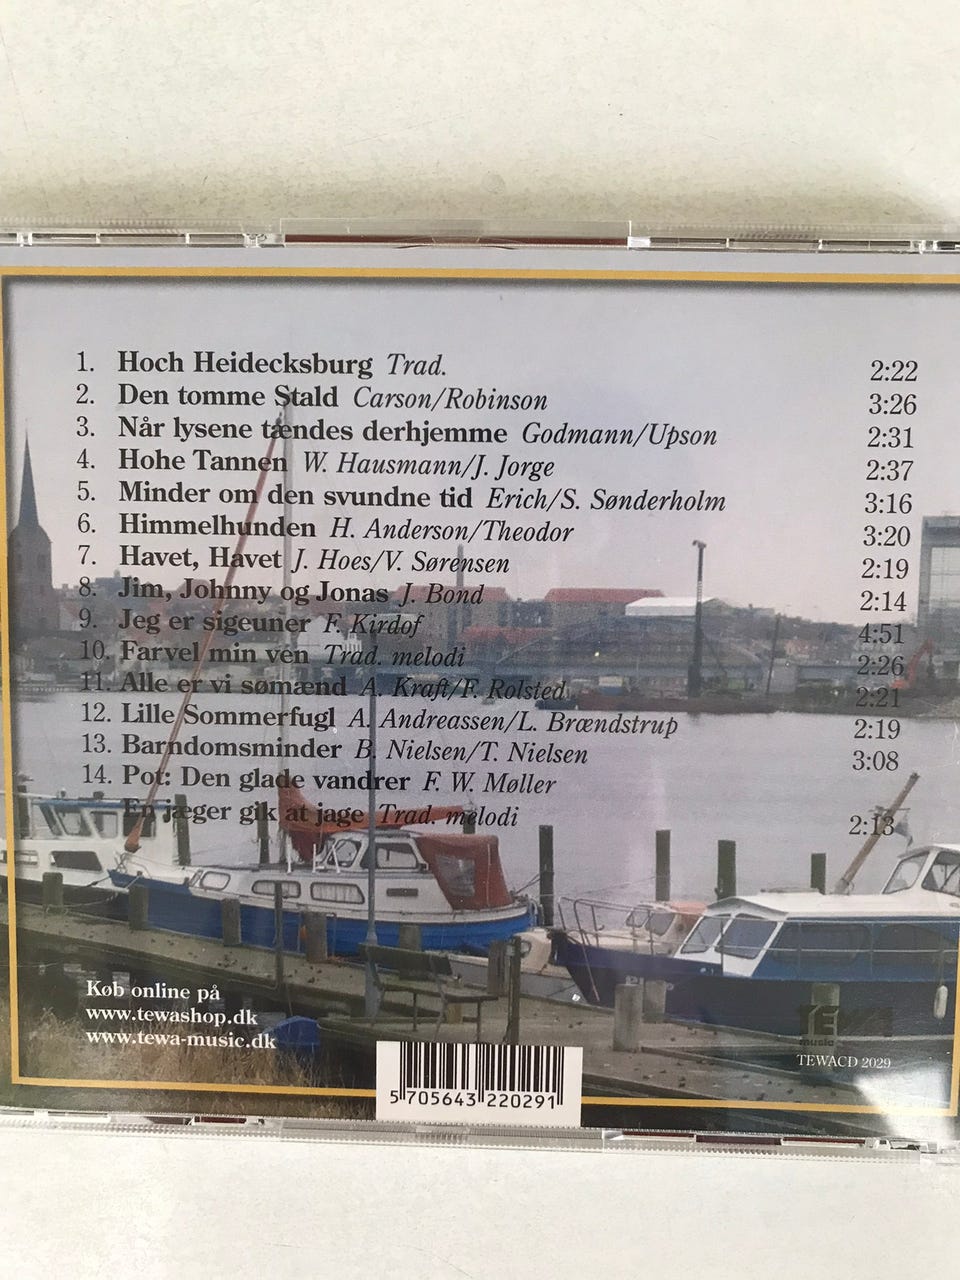 1. Hoch Heidecksburg Trad. 2:22
2. Den tomme Stald Carson/Robinson 3:26
3. Når lysene tændes derhjemme Godmann/Upson 2:31
4. Hohe Tannen W. Hausmann/J. Jorge 2:37
5. Minder om den svundne tid Erich/S. Sønderholm 3:16
6. Himmelhunden H. Anderson/Theodor 3:20
7. Havet, Havet J. Hoes/V. Sørensen 2:19
8. Jim, Johnny og Jonas J. Bond 2:14
9. Jeg er sigeuner F. Kirdof 4:51
10. Farvel min ven Trad. melodi 2:26
11. Alle er vi sømænd A. Kraft/F. Rolsted 2:21
12. Lille Sommerfugl A. Andreassen/L. Brændstrup 2:19
13. Barndomsminder B. Nielsen/T. Nielsen 3:08
14. Pot: Den glade vandrer F. W. Møller
En jæger gik at jage Trad. melodi 2:13
Køb online på
www.tewashop.dk
www.tewa-music.dk
TEWA
music
TEWACD 2029
5 705643 220291